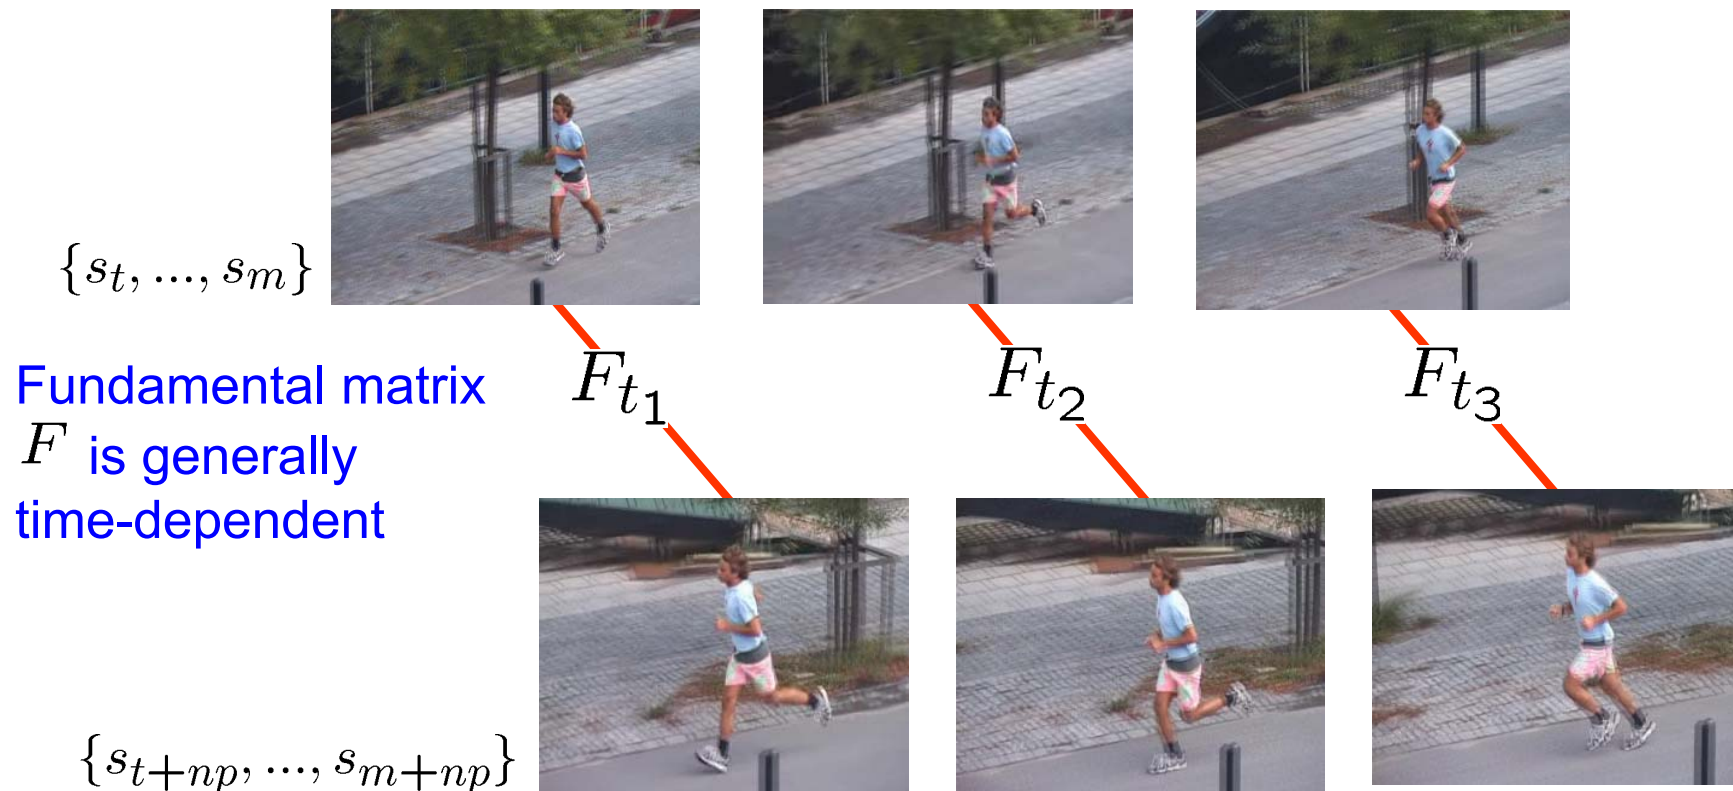 {s_t, ..., s_m}
Fundamental matrix
F is generally
time-dependent
F_{t_1}
F_{t_2}
F_{t_3}
{s_{t+np}, ..., s_{m+np}}